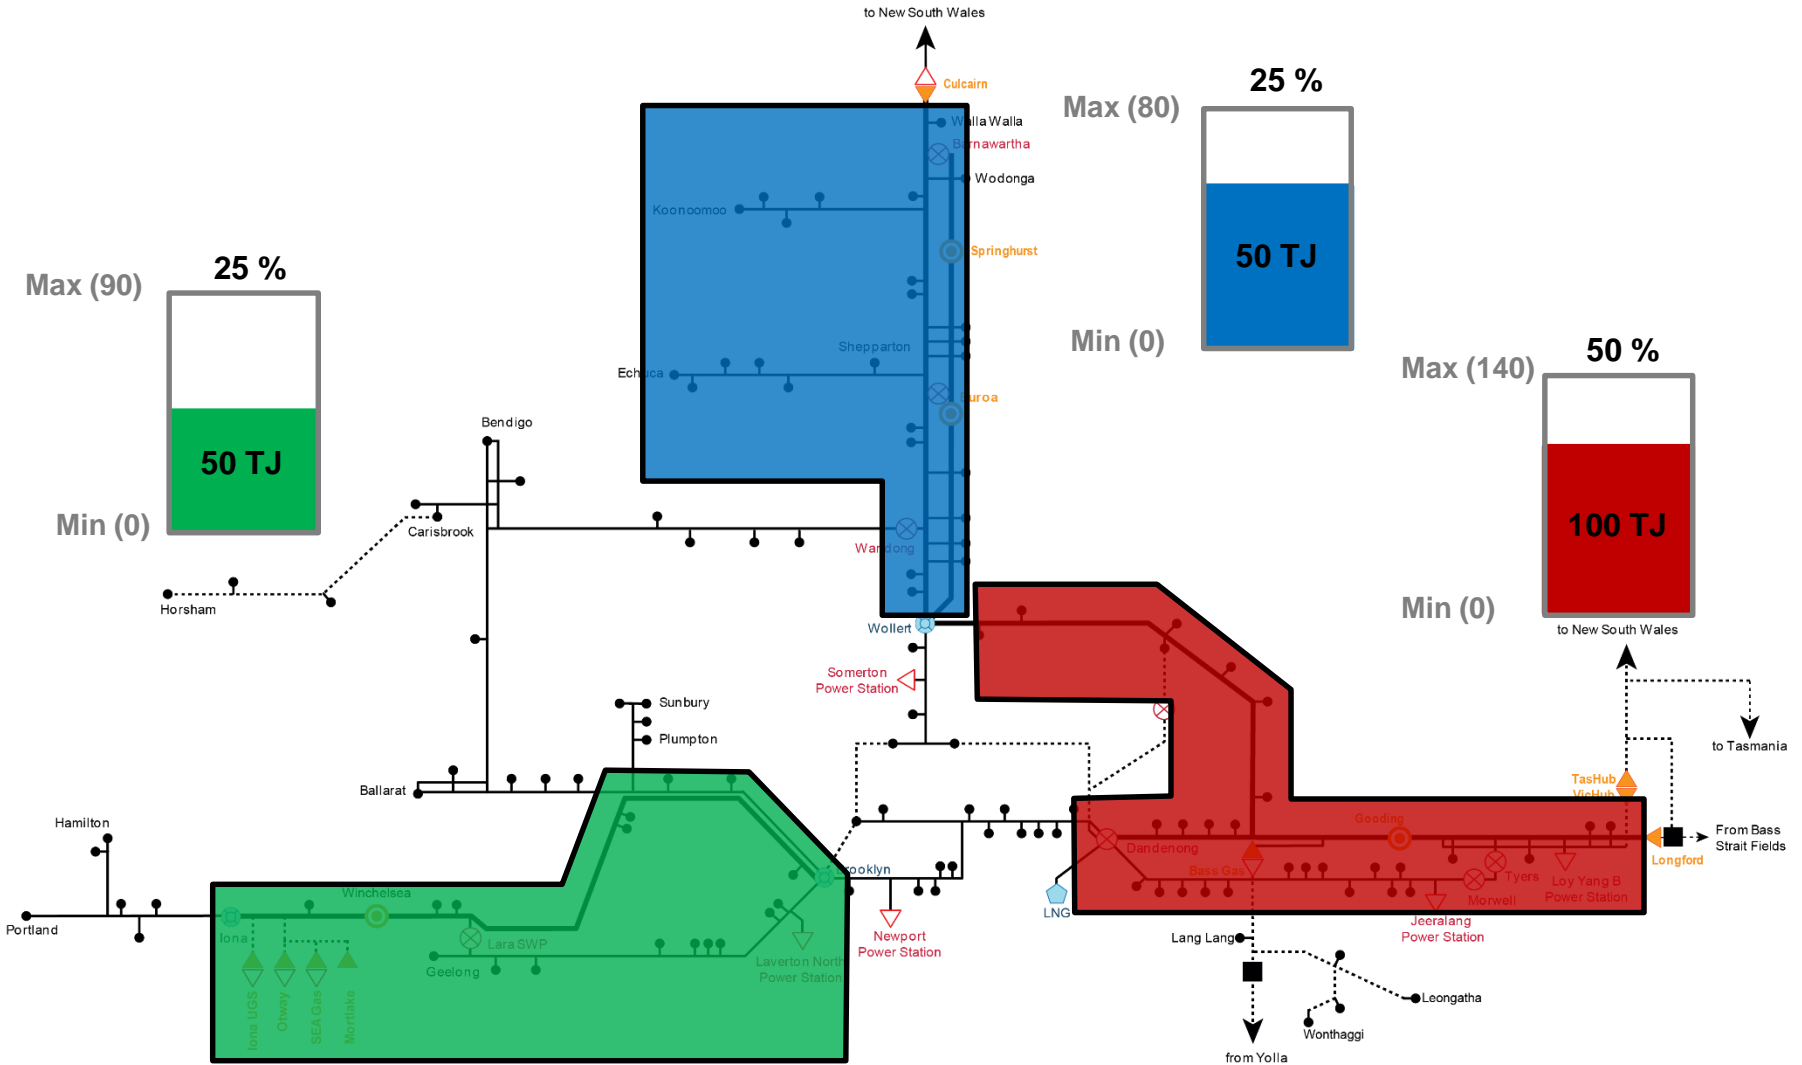 to New South Wales
Culcairn
Walla Walla
Barnawartha
Wodonga
Koonoomoo
Springhurst
Shepparton
Echuca
Euroa
25 %
Max (80)
50 TJ
Min (0)
25 %
Max (90)
50 TJ
Min (0)
50 %
Max (140)
100 TJ
Min (0)
to New South Wales
Bendigo
Carisbrook
Wandong
Horsham
Wollert
Somerton
Power Station
Sunbury
Plumpton
to Tasmania
TasHub
VicHub
Ballarat
Hamilton
Gooding
From Bass
Strait Fields
Dandenong
Longford
Brooklyn
Bass Gas
Tyers
Loy Yang B
Power Station
Winchelsea
Morwell
LNG
Portland
Iona
Lara SWP
Newport
Power Station
Jeeralang
Power Station
Lang Lang
Geelong
Laverton North
Power Station
Iona UGS
Otway
SEA Gas
Mortlake
Leongatha
Wonthaggi
from Yolla